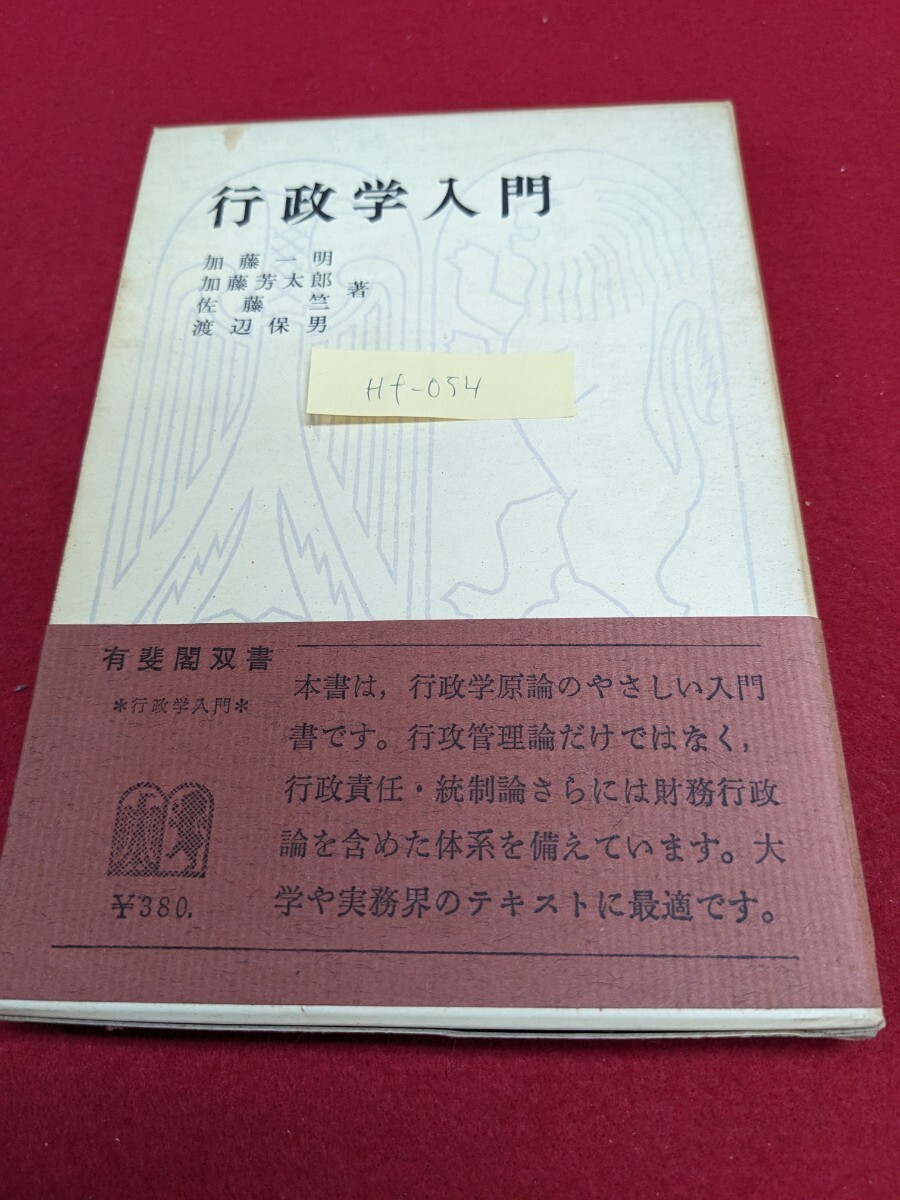 行政学入門
加藤一明
加藤芳太郎
佐藤竺
渡辺保男
著
Hf-054
有斐閣双書
*行政学入門*
¥380.
本書は，行政学原論のやさしい入門
書です。行政管理論だけではなく，
行政責任・統制論さらには財務行政
論を含めた体系を備えています。大
学や実務界のテキストに最適です。